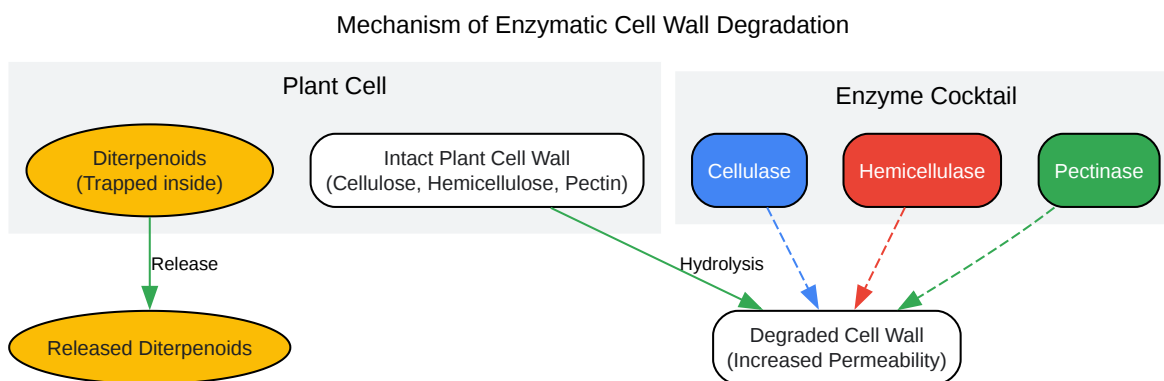 Mechanism of Enzymatic Cell Wall Degradation
Plant Cell
Enzyme Cocktail
Diterpenoids
(Trapped inside)
Intact Plant Cell Wall
(Cellulose, Hemicellulose, Pectin)
Cellulase
Hemicellulase
Pectinase
Release
Hydrolysis
Released Diterpenoids
Degraded Cell Wall
(Increased Permeability)